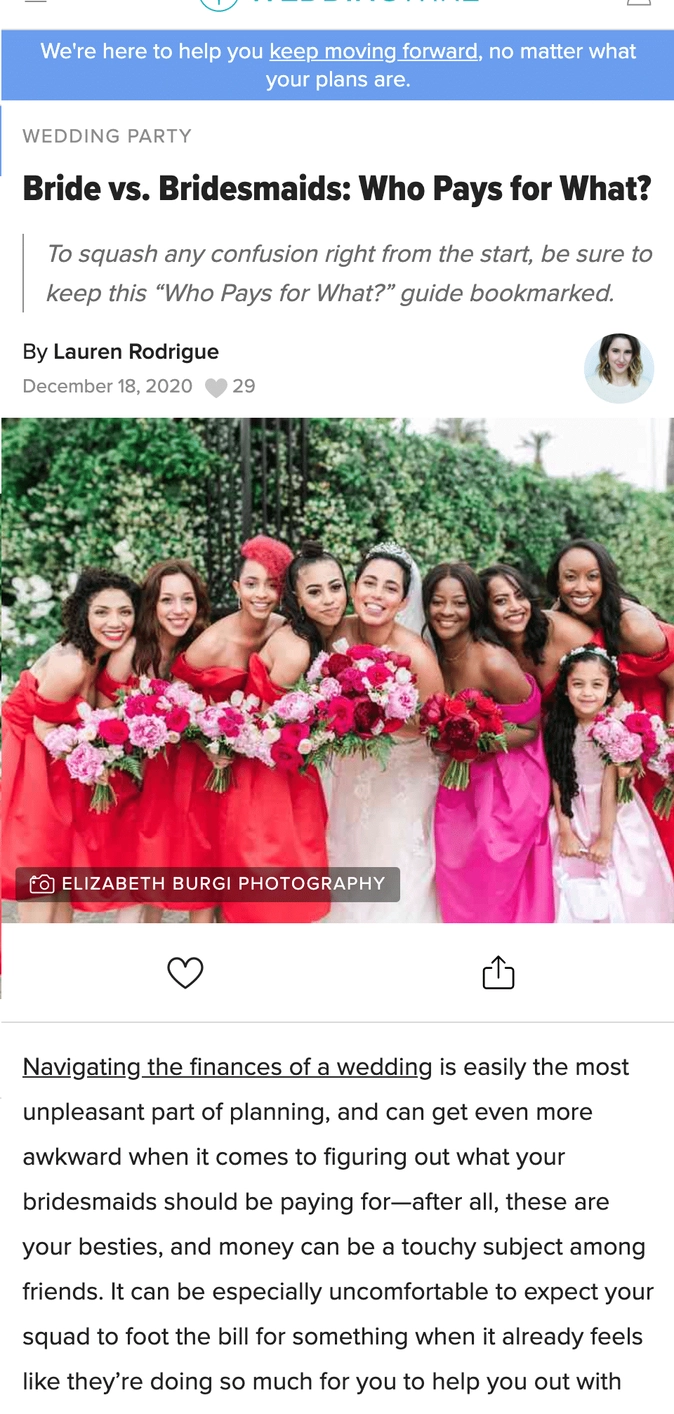 We're here to help you keep moving forward, no matter what
your plans are.
WEDDING PARTY
Bride vs. Bridesmaids: Who Pays for What?
To squash any confusion right from the start, be sure to
keep this “Who Pays for What?” guide bookmarked.
By Lauren Rodrigue
December 18, 2020 29
ELIZABETH BURGI PHOTOGRAPHY
Navigating the finances of a wedding is easily the most
unpleasant part of planning, and can get even more
awkward when it comes to figuring out what your
bridesmaids should be paying for—after all, these are
your besties, and money can be a touchy subject among
friends. It can be especially uncomfortable to expect your
squad to foot the bill for something when it already feels
like they’re doing so much for you to help you out with